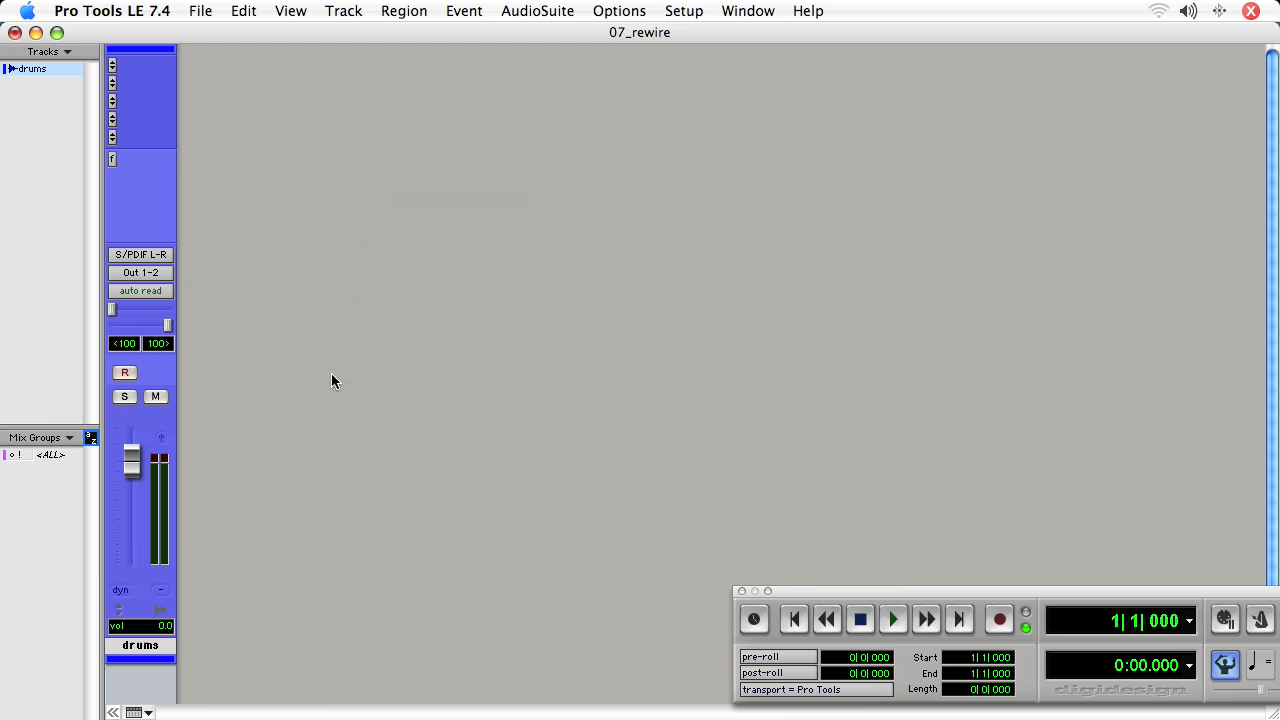 Pro Tools LE 7.4 File Edit View Track Region Event AudioSuite Options Setup Window Help
07_rewire
Tracks
drums
f
S/PDIF L-R
Out 1-2
auto read
<100 100>
R
S M
Mix Groups a z
o ! <ALL>
dyn -
vol 0.0
drums
1| 1| 000
pre-roll 0| 0| 000 Start 1| 1| 000
post-roll 0| 0| 000 End 1| 1| 000
0:00.000
transport = Pro Tools Length 0| 0| 000
digidesign